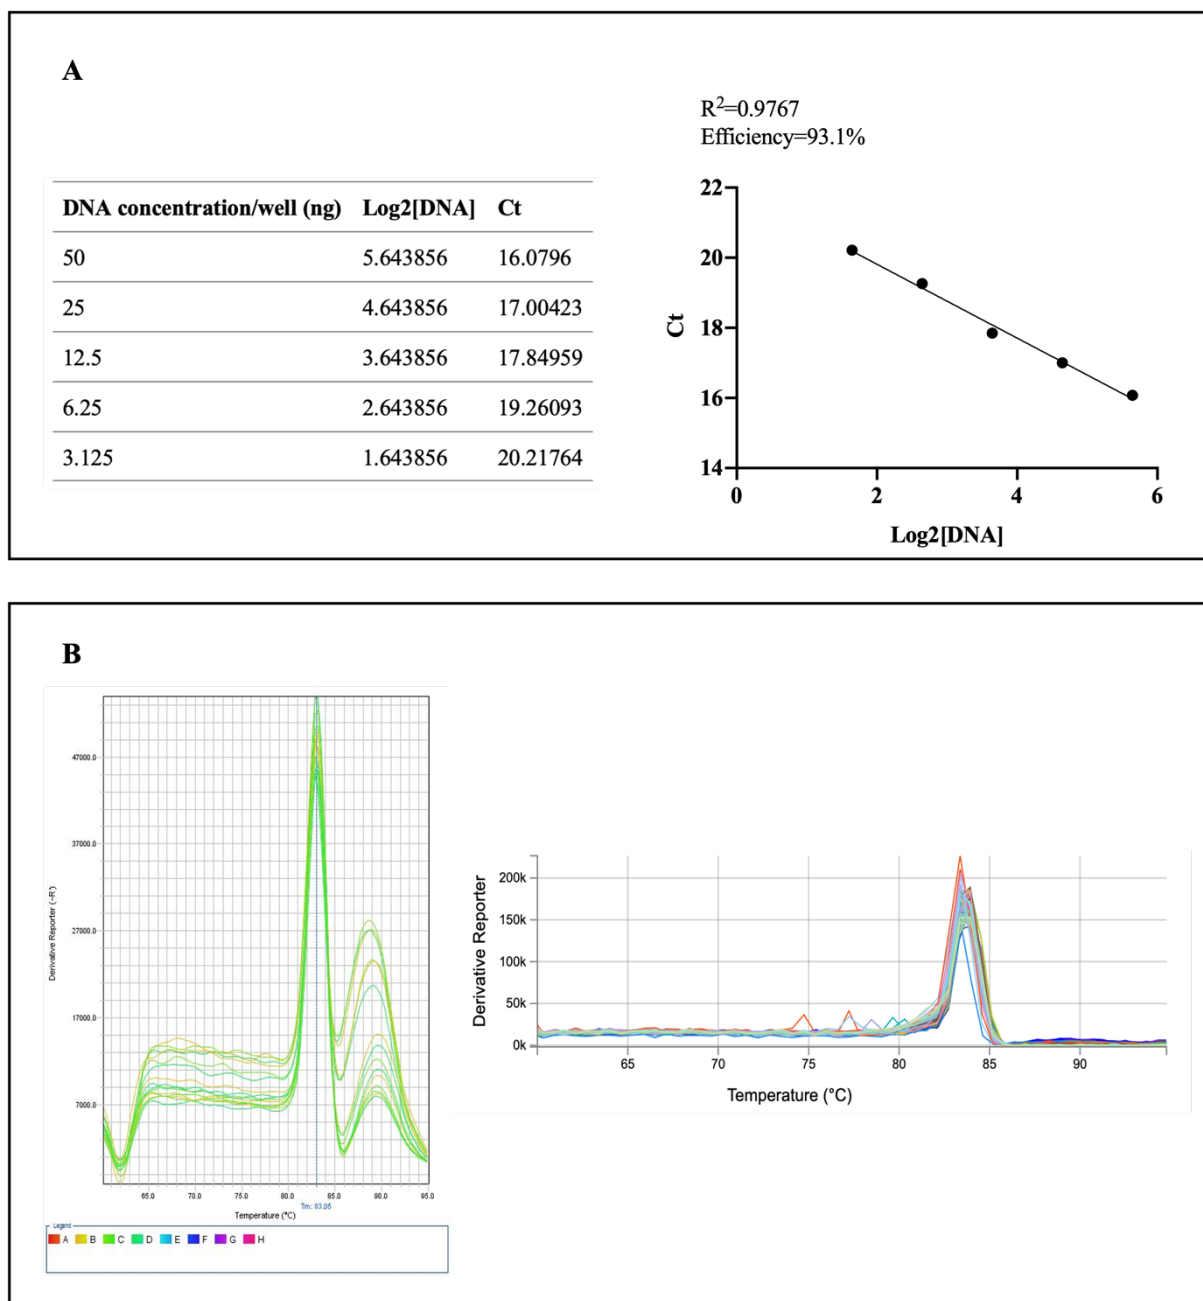 A
R2=0.9767
Efficiency=93.1%
DNA concentration/well (ng) Log2[DNA] Ct
50 5.643856 16.0796
25 4.643856 17.00423
12.5 3.643856 17.84959
6.25 2.643856 19.26093
3.125 1.643856 20.21764
22
20
18
16
14
Ct
0 2 4 6
Log2[DNA]
B
47000.0
37000.0
27000.0
17000.0
7000.0
Derivative Reporter (-R')
65.0 70.0 75.0 80.0 85.0 90.0 95.0
Tm: 83.05
Temperature (°C)
Legend
A B C D E F G H
200k
150k
100k
50k
0k
Derivative Reporter
65 70 75 80 85 90
Temperature (°C)